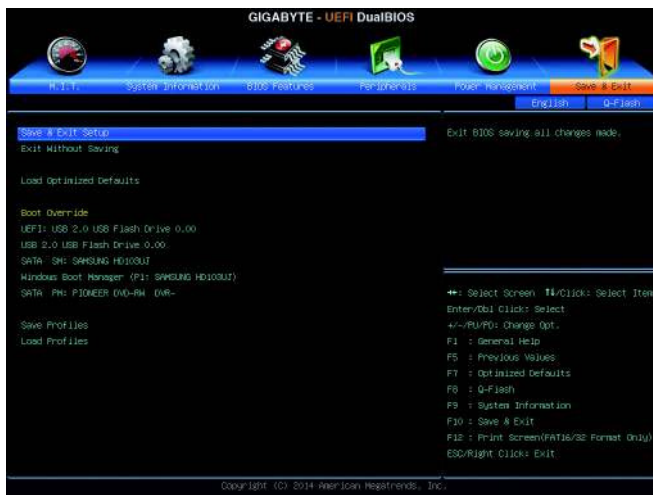 GIGABYTE - UEFI DualBIOS
M.I.T. System Information BIOS Features Peripherals Power Management Save & Exit
English Q-Flash
Save & Exit Setup
Exit Without Saving
Load Optimized Defaults
Boot Override
UEFI: USB 2.0 USB Flash Drive 0.00
USB 2.0 USB Flash Drive 0.00
SATA SM: SAMSUNG HD103UJ
Windows Boot Manager (P1: SAMSUNG HD103UJ)
SATA PM: PIONEER DVD-RW DVR-
Save Profiles
Load Profiles
Exit BIOS saving all changes made.
↔: Select Screen ↑↓/Click: Select Item
Enter/Dbl Click: Select
+/-/PU/PD: Change Opt.
F1 : General Help
F5 : Previous Values
F7 : Optimized Defaults
F8 : Q-Flash
F9 : System Information
F10 : Save & Exit
F12 : Print Screen(FAT16/32 Format Only)
ESC/Right Click: Exit
Copyright (C) 2014 American Megatrends, Inc.